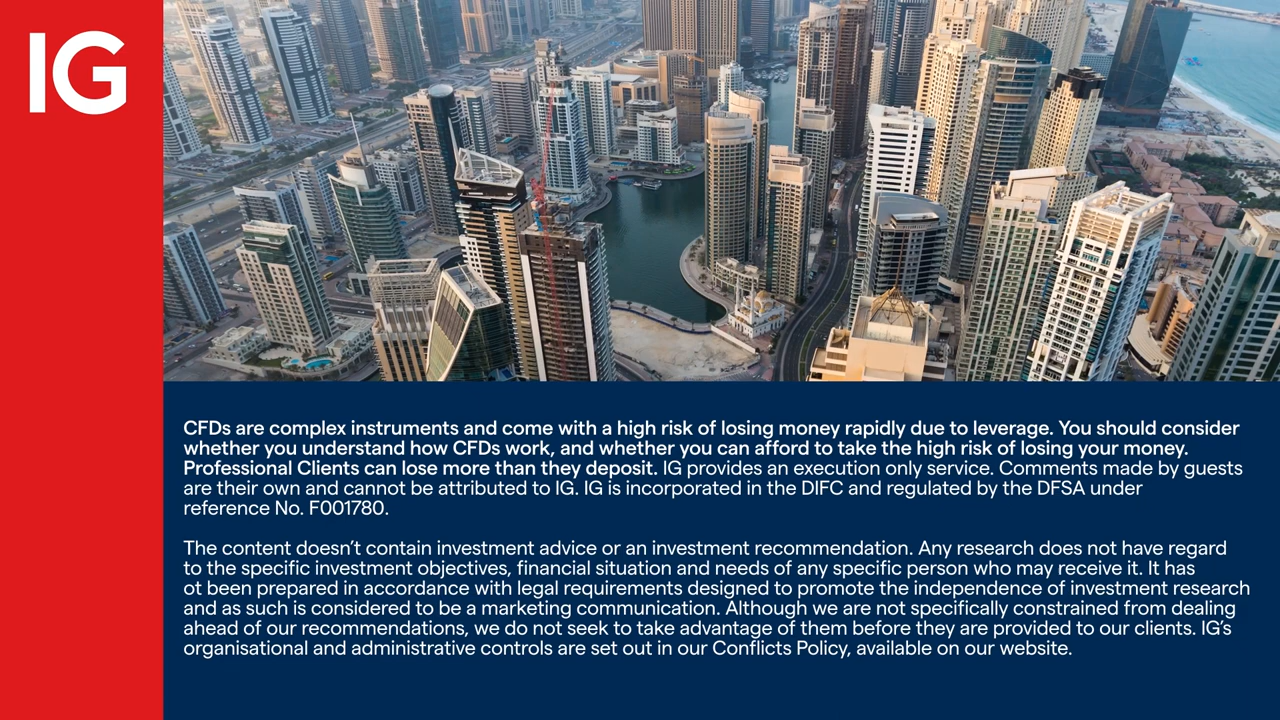 IG
CFDs are complex instruments and come with a high risk of losing money rapidly due to leverage. You should consider
whether you understand how CFDs work, and whether you can afford to take the high risk of losing your money.
Professional Clients can lose more than they deposit. IG provides an execution only service. Comments made by guests
are their own and cannot be attributed to IG. IG is incorporated in the DIFC and regulated by the DFSA under
reference No. F001780.
The content doesn't contain investment advice or an investment recommendation. Any research does not have regard
to the specific investment objectives, financial situation and needs of any specific person who may receive it. It has
ot been prepared in accordance with legal requirements designed to promote the independence of investment research
and as such is considered to be a marketing communication. Although we are not specifically constrained from dealing
ahead of our recommendations, we do not seek to take advantage of them before they are provided to our clients. IG's
organisational and administrative controls are set out in our Conflicts Policy, available on our website.